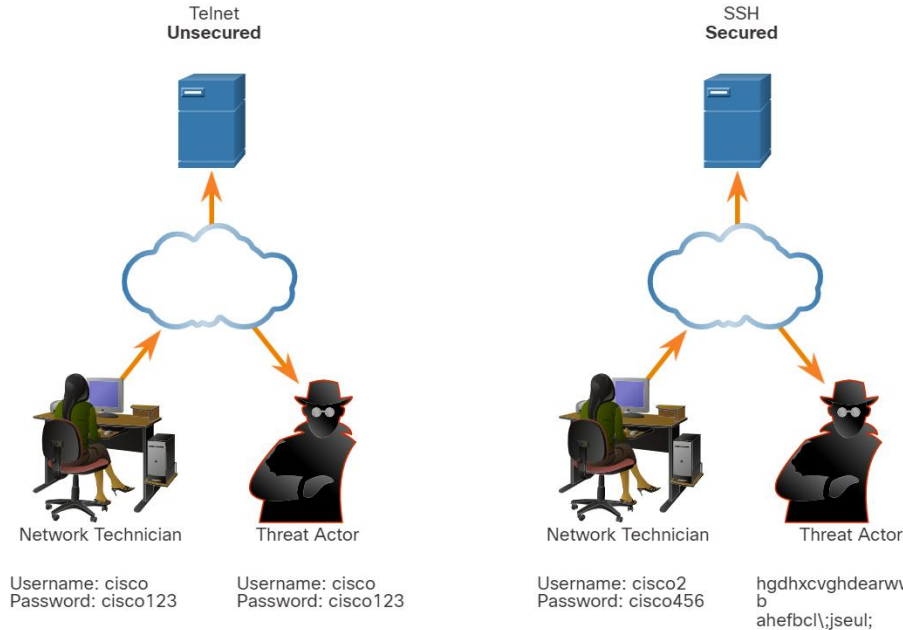 Telnet
Unsecured
Network Technician
Threat Actor
Username: cisco
Password: cisco123
Username: cisco
Password: cisco123
SSH
Secured
Network Technician
Threat Actor
Username: cisco2
Password: cisco456
b
ahefbcl\;jseul;